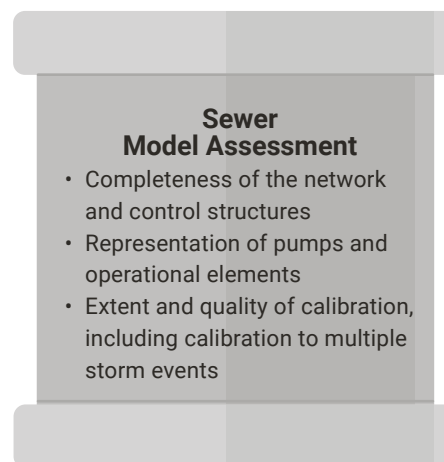 Sewer
Model Assessment
• Completeness of the network
and control structures
• Representation of pumps and
operational elements
• Extent and quality of calibration,
including calibration to multiple
storm events